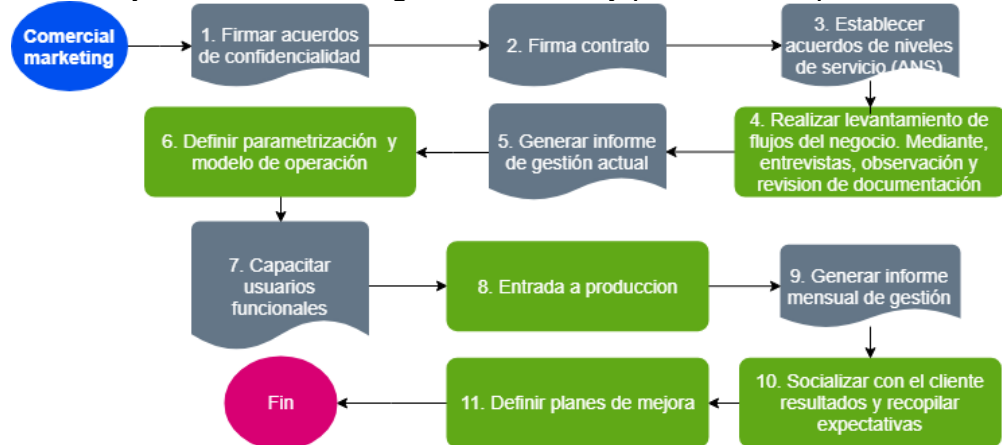 Comercial
marketing
1. Firmar acuerdos
de confidencialidad
2. Firma contrato
3. Establecer
acuerdos de niveles
de servicio (ANS)
4. Realizar levantamiento de
flujos del negocio. Mediante,
entrevistas, observación y
revision de documentación
5. Generar informe
de gestión actual
6. Definir parametrización y
modelo de operación
7. Capacitar
usuarios
funcionales
8. Entrada a produccion
9. Generar informe
mensual de gestión
10. Socializar con el cliente
resultados y recopilar
expectativas
11. Definir planes de mejora
Fin